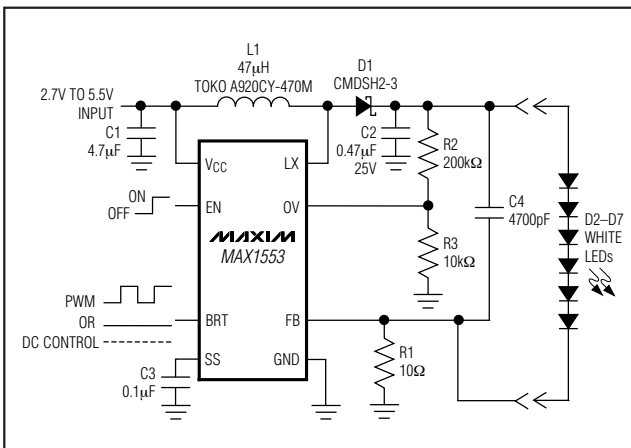 L1
47µH
TOKO A920CY-470M
D1
CMDSH2-3
2.7V TO 5.5V
INPUT
C1
4.7µF
C2
0.47µF
25V
R2
200kΩ
VCC
LX
ON
OFF
EN
OV
C4
4700pF
D2–D7
WHITE
LEDs
MAXIM
MAX1553
R3
10kΩ
PWM
OR
DC CONTROL
BRT
FB
R1
10Ω
C3
0.1µF
SS
GND